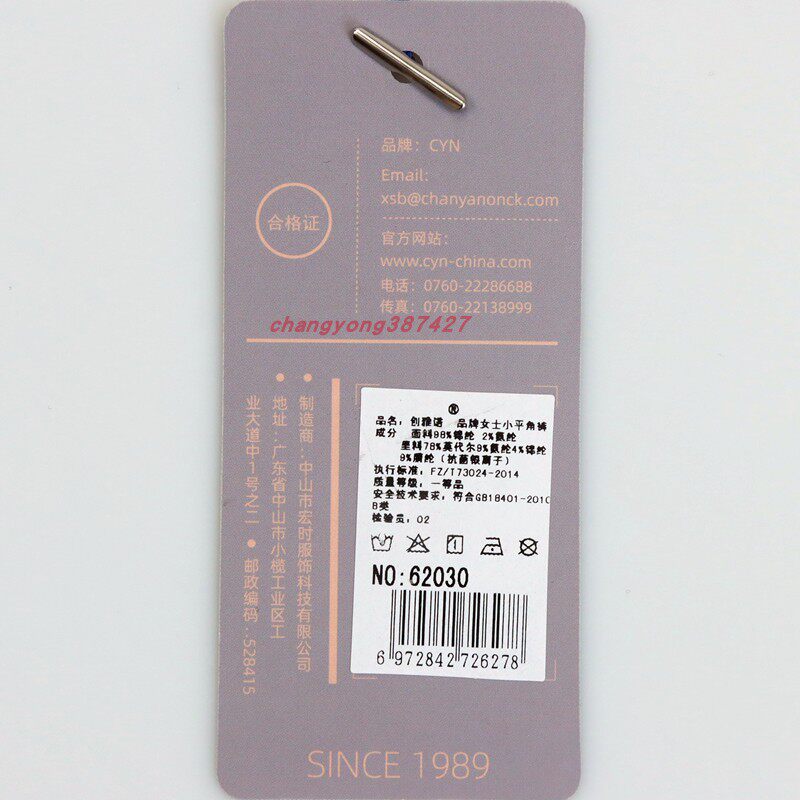 品牌：CYN
Email:
xsb@chanyanonck.com
合格证
官方网站：
www.cyn-china.com
电话：0760-22286688
传真：0760-22138999
changyong387427
● 制造商：中山市宏时服饰科技有限公司
● 地址：广东省中山市小榄工业区工
业大道中1号之二 ● 邮政编码：528415
®
品名：创雅诺 品牌女士小平角裤
成分 面料98%锦纶 2%氨纶
里料78%莫代尔9%氨纶4%锦纶
9%腈纶（抗菌银离子）
执行标准：FZ/T73024-2014
质量等级：一等品
安全技术要求：符合GB18401-2010
B类
检验员：02
NO:62030
6 972842 726278
SINCE 1989